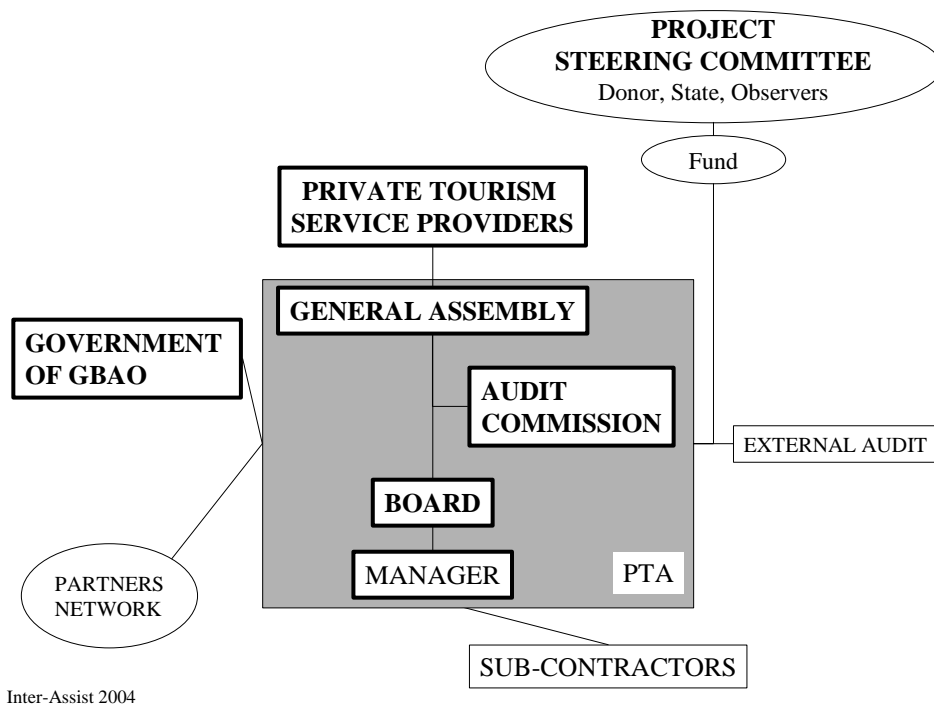 PROJECT
STEERING COMMITTEE
Donor, State, Observers
Fund
PRIVATE TOURISM
SERVICE PROVIDERS
GENERAL ASSEMBLY
GOVERNMENT
OF GBAO
AUDIT
COMMISSION
EXTERNAL AUDIT
BOARD
MANAGER
PTA
PARTNERS
NETWORK
SUB-CONTRACTORS
Inter-Assist 2004